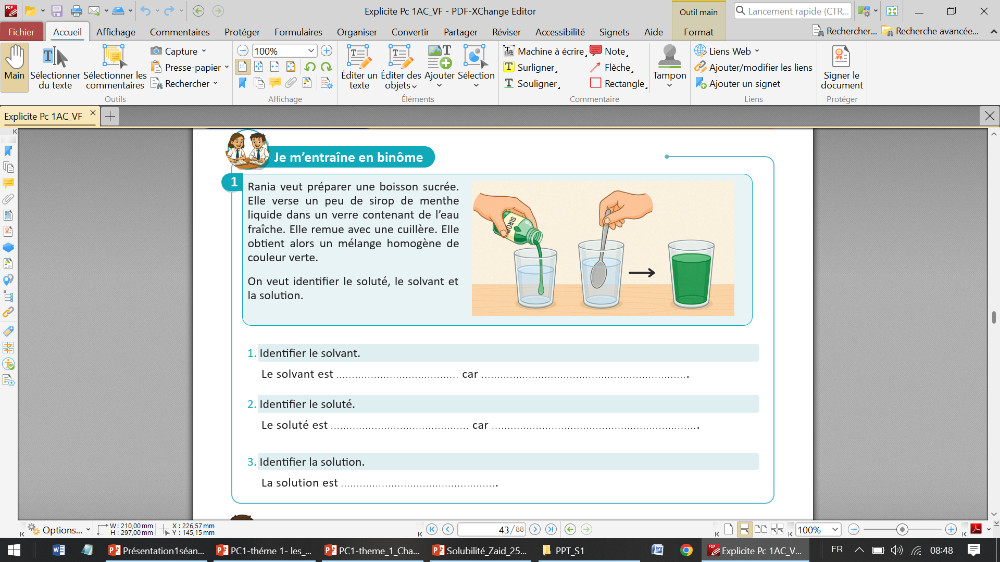 Explicite Pc 1AC_VF - PDF-XChange Editor
Outil main
Lancement rapide (CTR...
Fichier
Accueil
Affichage
Commentaires
Protéger
Formulaires
Organiser
Convertir
Partager
Réviser
Accessibilité
Signets
Aide
Format
Rechercher...
Recherche avancée...
Main
Sélectionner du texte
Sélectionner les commentaires
Capture
Presse-papier
Rechercher
Outils
100%
Affichage
Éditer un texte
Éditer des objets
Ajouter
Sélection
Éléments
Machine à écrire
Surligner
Souligner
Note
Flèche
Rectangle
Tampon
Commentaire
Liens Web
Ajouter/modifier les liens
Ajouter un signet
Liens
Signer le document
Protéger
Explicite Pc 1AC_VF
Je m'entraîne en binôme
1
Rania veut préparer une boisson sucrée.
Elle verse un peu de sirop de menthe
liquide dans un verre contenant de l'eau
fraîche. Elle remue avec une cuillère. Elle
obtient alors un mélange homogène de
couleur verte.
On veut identifier le soluté, le solvant et
la solution.
SIROP
1. Identifier le solvant.
Le solvant est ....................................... car .................................................................
2. Identifier le soluté.
Le soluté est ............................................ car .................................................................
3. Identifier la solution.
La solution est .................................................
Options...
W : 210,00 mm
H : 297,00 mm
X : 226,57 mm
Y : 145,15 mm
43 / 88
100%
Présentation1séan...
PC1-théme 1- les_...
PC1-theme_1_Cha...
Solubilité_Zaid_25...
PPT_S1
Explicite Pc 1AC_V...
FR
08:48